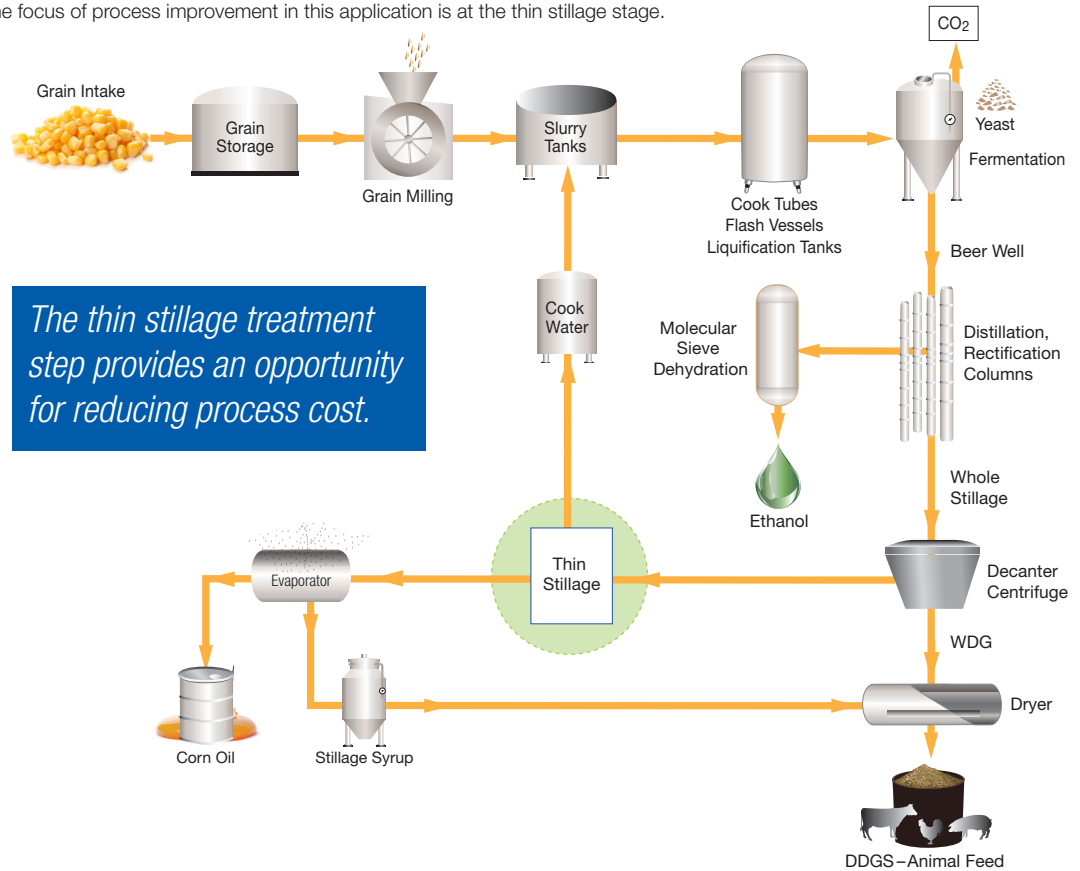 he focus of process improvement in this application is at the thin stillage stage.
CO2
Grain Intake
Grain
Storage
Grain Milling
Slurry
Tanks
Cook Tubes
Flash Vessels
Liquification Tanks
Yeast
Fermentation
Beer Well
The thin stillage treatment
step provides an opportunity
for reducing process cost.
Cook
Water
Molecular
Sieve
Dehydration
Distillation,
Rectification
Columns
Ethanol
Whole
Stillage
Evaporator
Thin
Stillage
Decanter
Centrifuge
WDG
Dryer
Corn Oil
Stillage Syrup
DDGS–Animal Feed